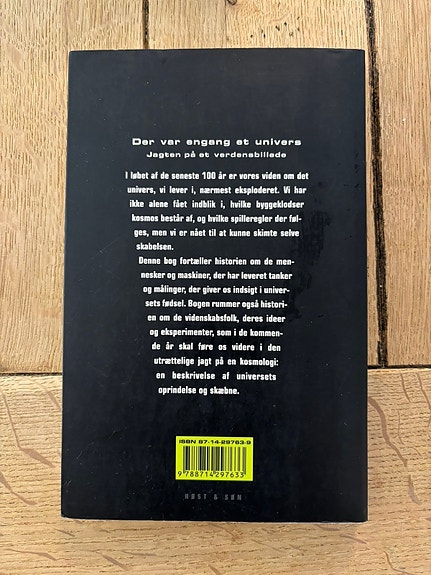 Der var engang et univers
Jagten på et verdensbillede
I løbet af de seneste 100 år er vores viden om det
univers, vi lever i, nærmest eksploderet. Vi har
ikke alene fået indblik i, hvilke byggeklodser
kosmos består af, og hvilke spilleregler der føl-
ges, men vi er nået til at kunne skimte selve
skabelsen.
Denne bog fortæller historien om de men-
nesker og maskiner, der har leveret tanker
og målinger, der giver os indsigt i univer-
sets fødsel. Bogen rummer også histori-
en om de videnskabsfolk, deres ideer
og eksperimenter, som i de kommen-
de år skal føre os videre i den
utrættelige jagt på en kosmologi:
en beskrivelse af universets
oprindelse og skæbne.
ISBN 87-14-29763-9
9 788714 297633
HØST & SØN